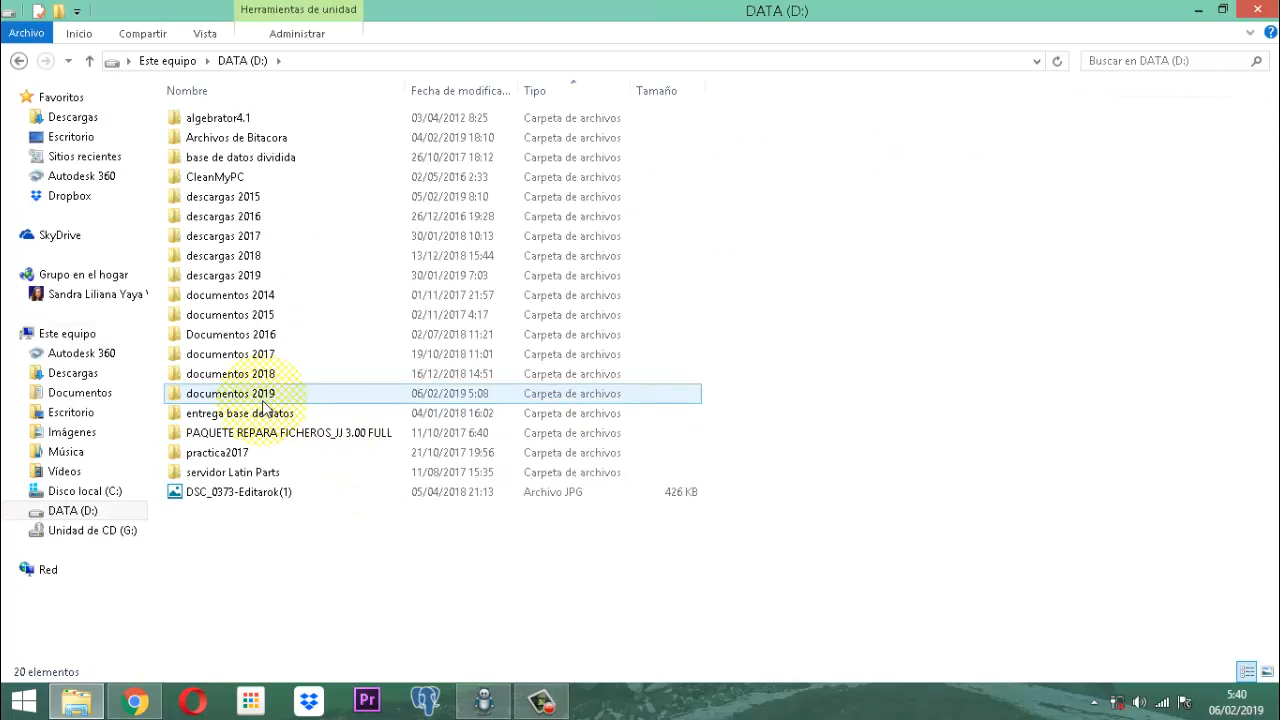 Herramientas de unidad
DATA (D:)
Archivo Inicio Compartir Vista Administrar
Este equipo DATA (D:) Buscar en DATA (D:)
Nombre Fecha de modifica... Tipo Tamaño
Favoritos
Descargas
Escritorio
Sitios recientes
Autodesk 360
Dropbox
SkyDrive
Grupo en el hogar
Sandra Liliana Yaya
Este equipo
Autodesk 360
Descargas
Documentos
Escritorio
Imágenes
Música
Vídeos
Disco local (C:)
DATA (D:)
Unidad de CD (G:)
Red
algebrator4.1 03/04/2012 8:25 Carpeta de archivos
Archivos de Bitacora 04/02/2019 18:10 Carpeta de archivos
base de datos dividida 26/10/2017 18:12 Carpeta de archivos
CleanMyPC 02/05/2016 2:33 Carpeta de archivos
descargas 2015 05/02/2019 8:10 Carpeta de archivos
descargas 2016 26/12/2016 19:28 Carpeta de archivos
descargas 2017 30/01/2018 10:13 Carpeta de archivos
descargas 2018 13/12/2018 15:44 Carpeta de archivos
descargas 2019 30/01/2019 7:03 Carpeta de archivos
documentos 2014 01/11/2017 21:57 Carpeta de archivos
documentos 2015 02/11/2017 4:17 Carpeta de archivos
Documentos 2016 02/07/2018 11:21 Carpeta de archivos
documentos 2017 19/10/2018 11:01 Carpeta de archivos
documentos 2018 16/12/2018 14:51 Carpeta de archivos
documentos 2019 06/02/2019 5:08 Carpeta de archivos
entrega base de datos 04/01/2018 16:02 Carpeta de archivos
PAQUETE REPARA FICHEROS_JJ 3.00 FULL 11/10/2017 6:40 Carpeta de archivos
practica2017 21/10/2017 19:56 Carpeta de archivos
servidor Latin Parts 11/08/2017 15:35 Carpeta de archivos
DSC_0373-Editarok(1) 05/04/2018 21:13 Archivo JPG 426 KB
20 elementos
Pr
5:40
06/02/2019